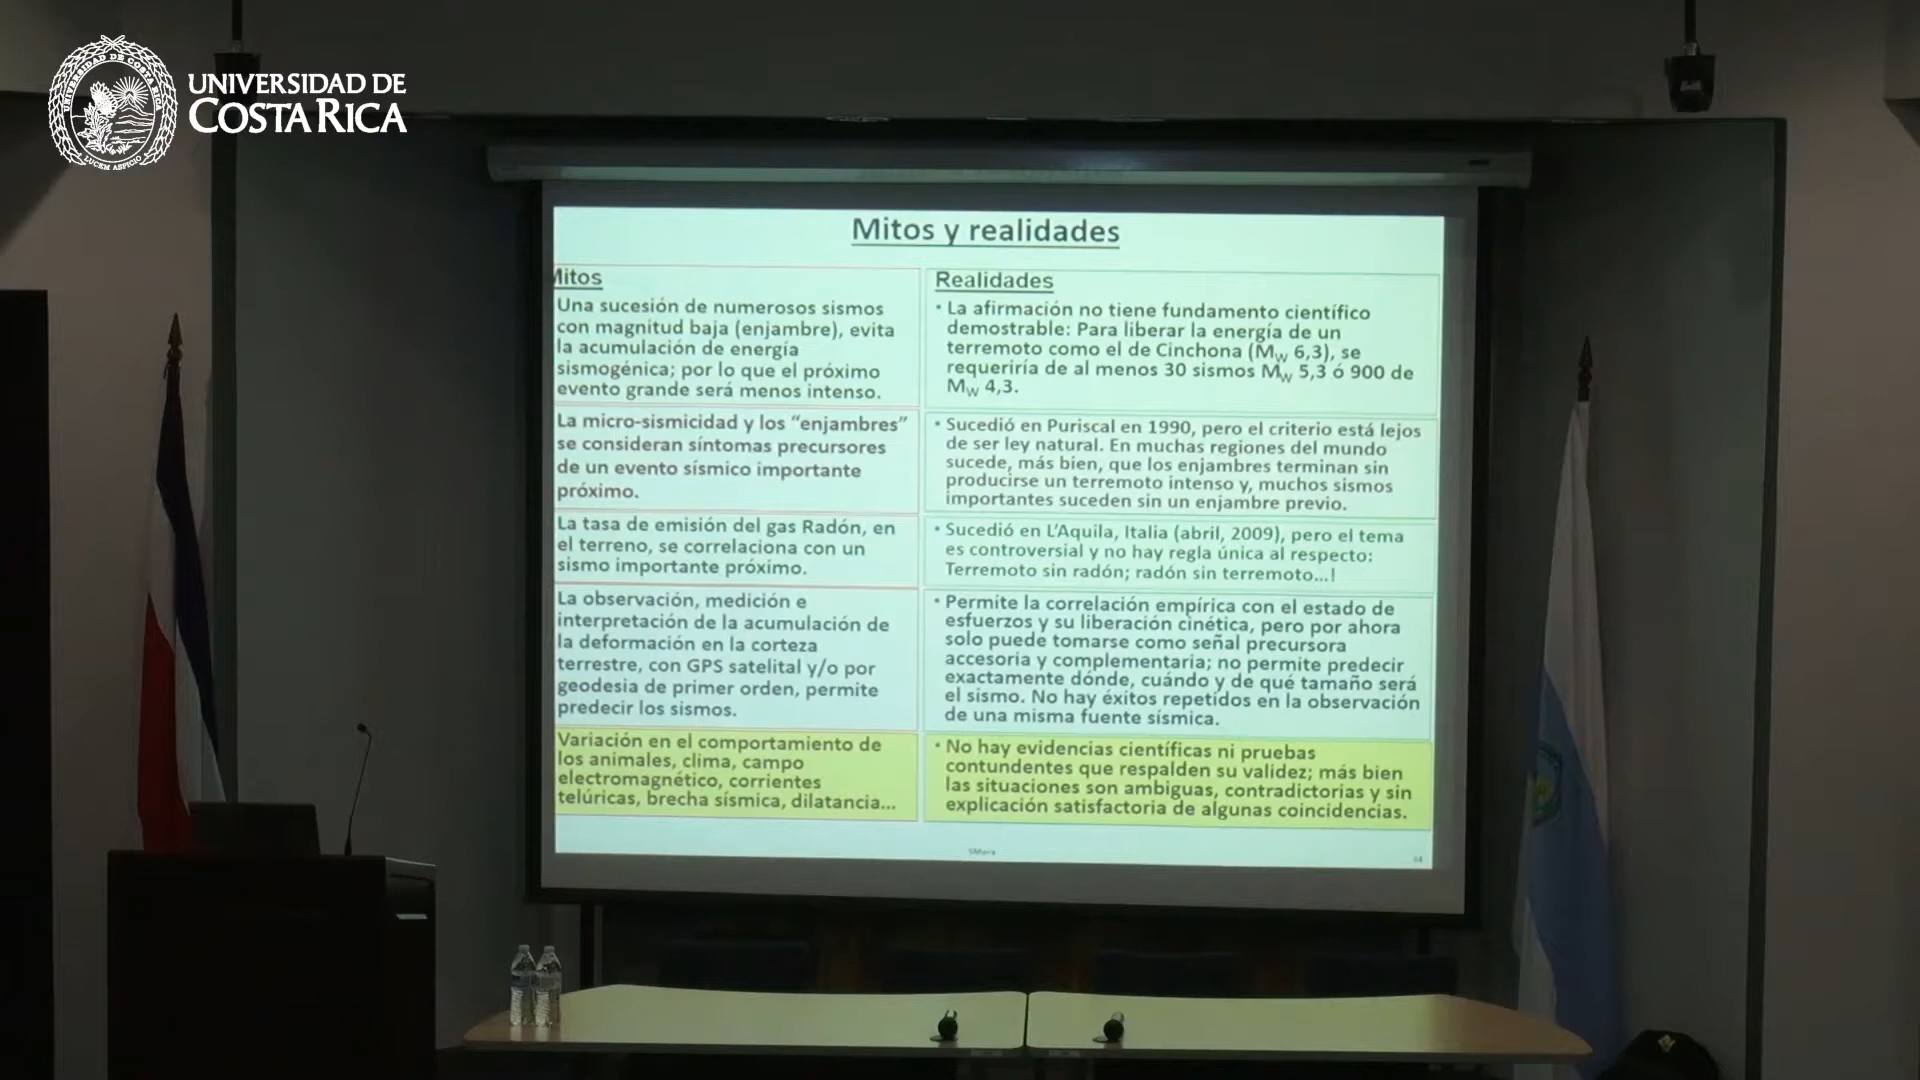 UNIVERSIDAD DE COSTA RICA
LUCEM ASPICIO
UNIVERSIDAD DE
COSTA RICA
Mitos y realidades
Mitos
Una sucesión de numerosos sismos
con magnitud baja (enjambre), evita
la acumulación de energía
sismogénica; por lo que el próximo
evento grande será menos intenso.
Realidades
• La afirmación no tiene fundamento científico
demostrable: Para liberar la energía de un
terremoto como el de Cinchona (MW 6,3), se
requeriría de al menos 30 sismos MW 5,3 ó 900 de
MW 4,3.
La micro-sismicidad y los “enjambres”
se consideran síntomas precursores
de un evento sísmico importante
próximo.
• Sucedió en Puriscal en 1990, pero el criterio está lejos
de ser ley natural. En muchas regiones del mundo
sucede, más bien, que los enjambres terminan sin
producirse un terremoto intenso y, muchos sismos
importantes suceden sin un enjambre previo.
La tasa de emisión del gas Radón, en
el terreno, se correlaciona con un
sismo importante próximo.
• Sucedió en L’Aquila, Italia (abril, 2009), pero el tema
es controversial y no hay regla única al respecto:
Terremoto sin radón; radón sin terremoto...!
La observación, medición e
interpretación de la acumulación de
la deformación en la corteza
terrestre, con GPS satelital y/o por
geodesia de primer orden, permite
predecir los sismos.
• Permite la correlación empírica con el estado de
esfuerzos y su liberación cinética, pero por ahora
solo puede tomarse como señal precursora
accesoria y complementaria; no permite predecir
exactamente dónde, cuándo y de qué tamaño será
el sismo. No hay éxitos repetidos en la observación
de una misma fuente sísmica.
Variación en el comportamiento de
los animales, clima, campo
electromagnético, corrientes
telúricas, brecha sísmica, dilatancia...
• No hay evidencias científicas ni pruebas
contundentes que respalden su validez; más bien
las situaciones son ambiguas, contradictorias y sin
explicación satisfactoria de algunas coincidencias.
SMora